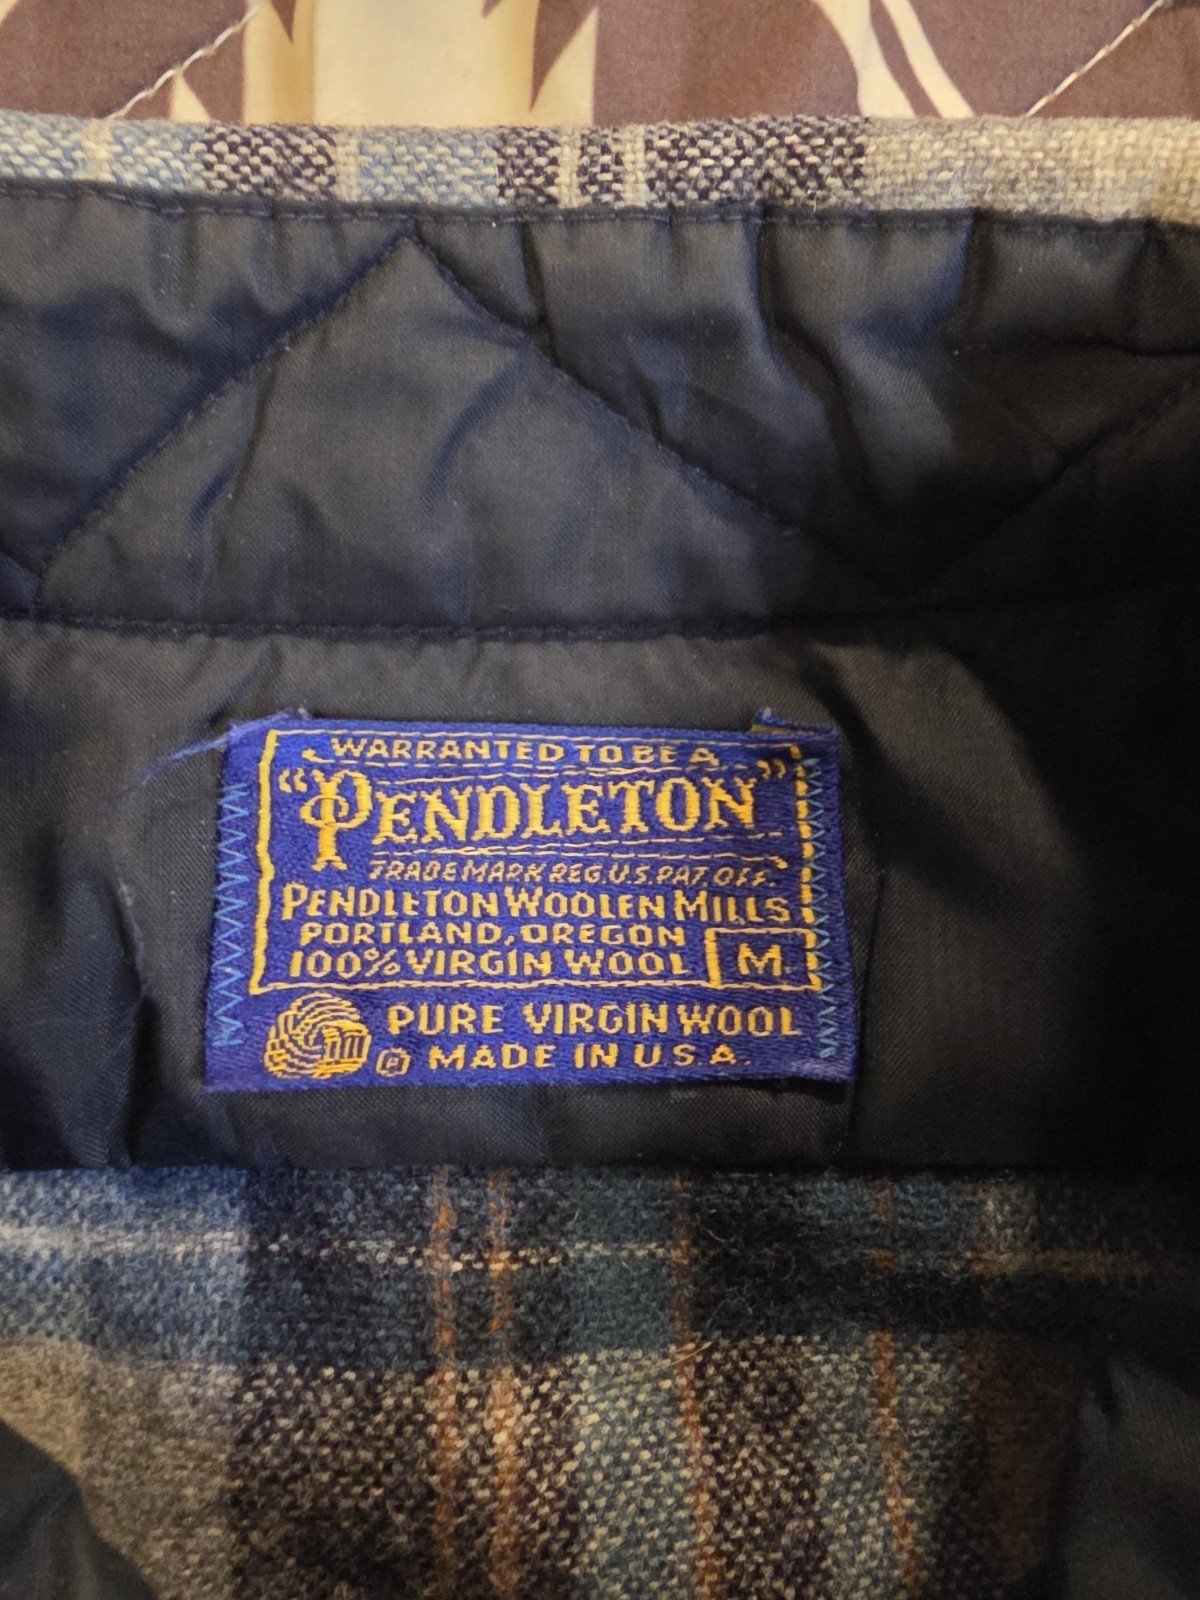 WARRANTED TO BE A
"PENDLETON"
TRADE MARK REG. U.S. PAT. OFF.
PENDLETON WOOLEN MILLS
PORTLAND, OREGON
100% VIRGIN WOOL M.
PURE VIRGIN WOOL
® MADE IN U.S.A.